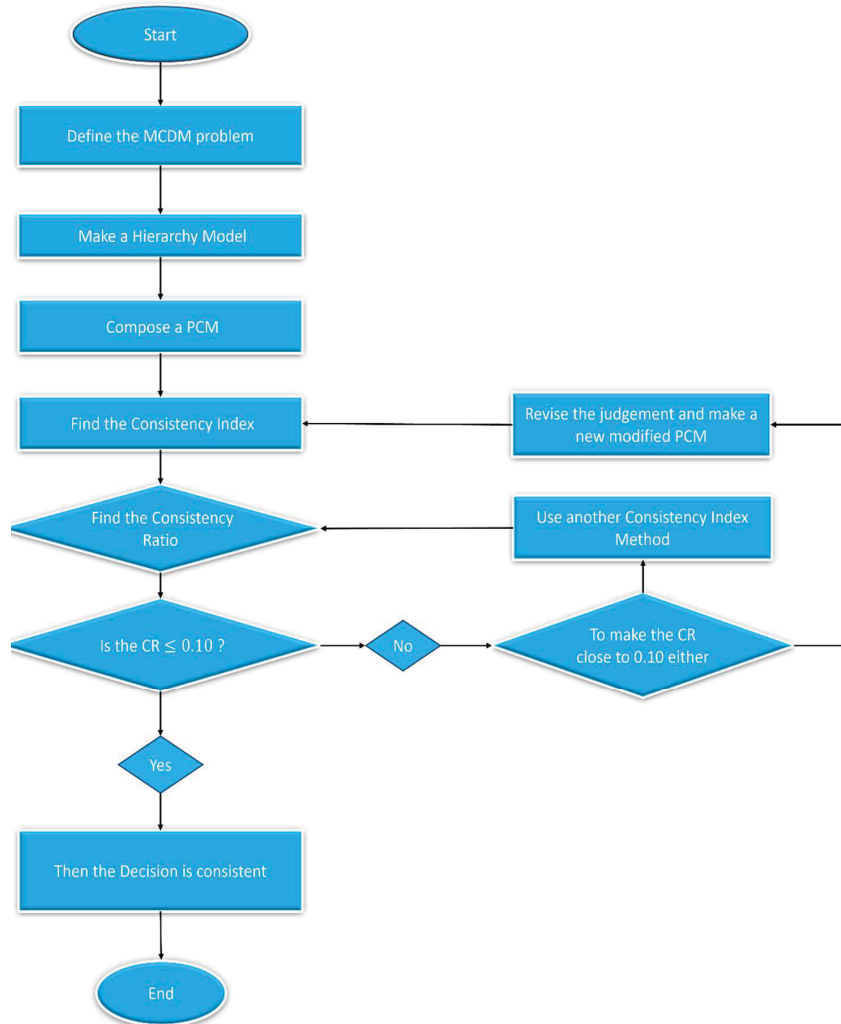 Start
Define the MCDM problem
Make a Hierarchy Model
Compose a PCM
Find the Consistency Index
Revise the judgement and make a
new modified PCM
Find the Consistency
Ratio
Use another Consistency Index
Method
Is the CR ≤ 0.10 ?
No
To make the CR
close to 0.10 either
Yes
Then the Decision is consistent
End